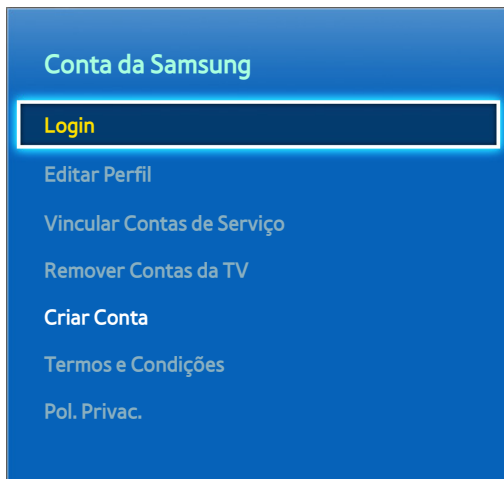 Conta da Samsung
Login
Editar Perfil
Vincular Contas de Serviço
Remover Contas da TV
Criar Conta
Termos e Condições
Pol. Privac.